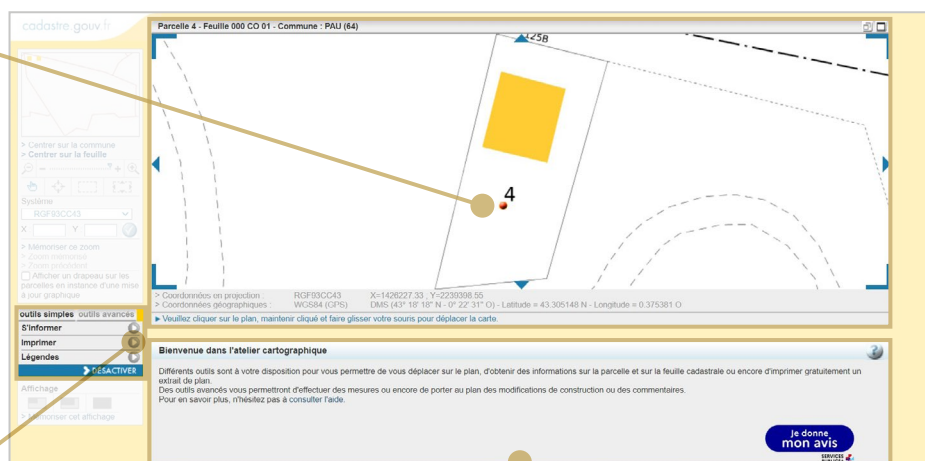 cadastre.gouv.fr
Parcelle 4 - Feuille 000 CO 01 - Commune : PAU (64)
125B
4
> Centrer sur la commune
> Centrer sur la feuille
Système
RGF93CC43
X Y
> Mémoriser ce zoom
> Zoom mémorisé
> Zoom précédent
Afficher un drapeau sur les
parcelles en instance d'une mise
à jour graphique
> Coordonnées en projection : RGF93CC43 X=1426227.33 , Y=2239398.55
> Coordonnées géographiques : WGS84 (GPS) DMS (43° 18' 18" N - 0° 22' 31" O) - Latitude = 43.305148 N - Longitude = 0.375381 O
► Veuillez cliquer sur le plan, maintenir cliqué et faire glisser votre souris pour déplacer la carte.
outils simples outils avancés
S'informer
Imprimer
Légendes
DÉSACTIVER
Affichage
> Mémoriser cet affichage
Bienvenue dans l'atelier cartographique
Différents outils sont à votre disposition pour vous permettre de vous déplacer sur le plan, d'obtenir des informations sur la parcelle et sur la feuille cadastrale ou encore d'imprimer gratuitement un
extrait de plan.
Des outils avancés vous permettront d'effectuer des mesures ou encore de porter au plan des modifications de construction ou des commentaires.
Pour en savoir plus, n'hésitez pas à consulter l'aide.
je donne
mon avis
SERVICES